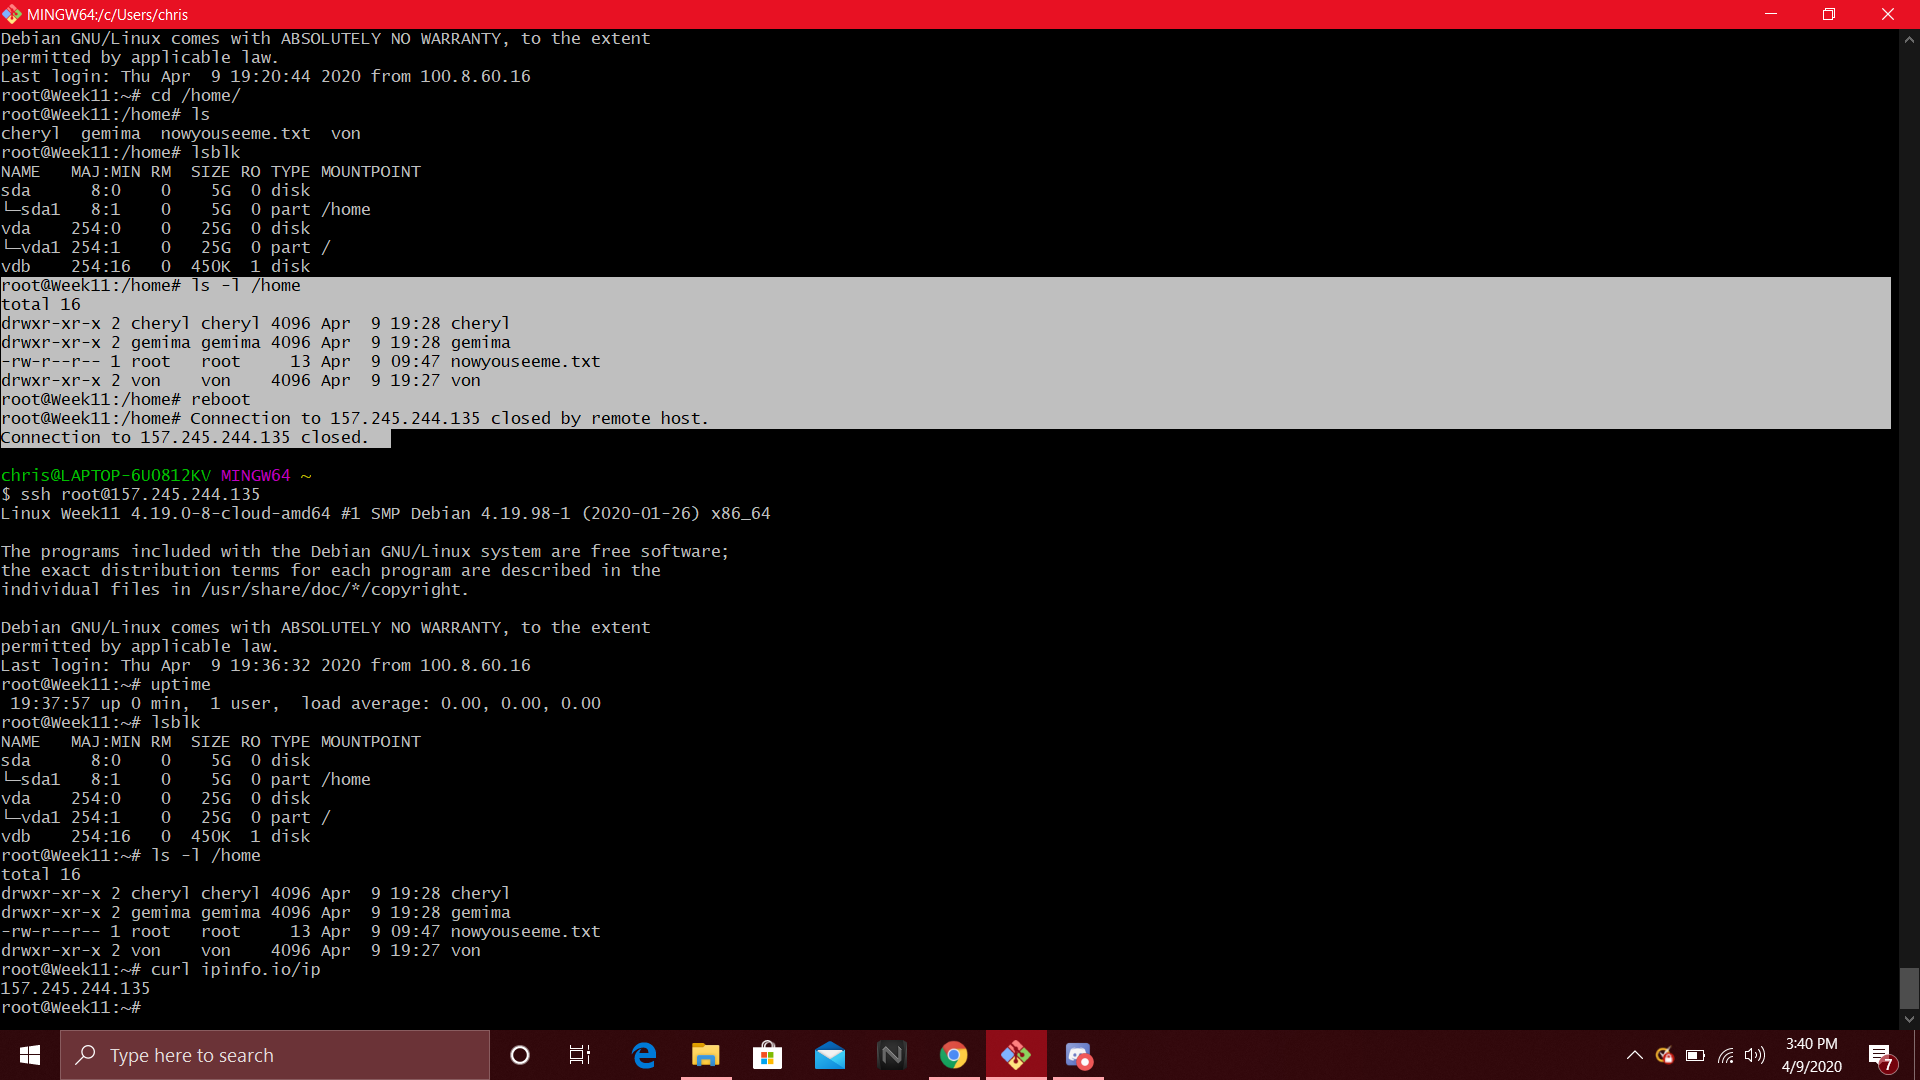 MINGW64:/c/Users/chris
Debian GNU/Linux comes with ABSOLUTELY NO WARRANTY, to the extent
permitted by applicable law.
Last login: Thu Apr  9 19:20:44 2020 from 100.8.60.16
root@Week11:~# cd /home/
root@Week11:/home# ls
cheryl  gemima  nowyouseeme.txt  von
root@Week11:/home# lsblk
NAME   MAJ:MIN RM  SIZE RO TYPE MOUNTPOINT
sda      8:0    0    5G  0 disk
└─sda1   8:1    0    5G  0 part /home
vda    254:0    0   25G  0 disk
└─vda1 254:1    0   25G  0 part /
vdb    254:16   0  450K  1 disk
root@Week11:/home# ls -l /home
total 16
drwxr-xr-x 2 cheryl cheryl 4096 Apr  9 19:28 cheryl
drwxr-xr-x 2 gemima gemima 4096 Apr  9 19:28 gemima
-rw-r--r-- 1 root   root     13 Apr  9 09:47 nowyouseeme.txt
drwxr-xr-x 2 von    von    4096 Apr  9 19:27 von
root@Week11:/home# reboot
root@Week11:/home# Connection to 157.245.244.135 closed by remote host.
Connection to 157.245.244.135 closed.
chris@LAPTOP-6UO812KV MINGW64 ~
$ ssh root@157.245.244.135
Linux Week11 4.19.0-8-cloud-amd64 #1 SMP Debian 4.19.98-1 (2020-01-26) x86_64
The programs included with the Debian GNU/Linux system are free software;
the exact distribution terms for each program are described in the
individual files in /usr/share/doc/*/copyright.
Debian GNU/Linux comes with ABSOLUTELY NO WARRANTY, to the extent
permitted by applicable law.
Last login: Thu Apr  9 19:36:32 2020 from 100.8.60.16
root@Week11:~# uptime
 19:37:57 up 0 min,  1 user,  load average: 0.00, 0.00, 0.00
root@Week11:~# lsblk
NAME   MAJ:MIN RM  SIZE RO TYPE MOUNTPOINT
sda      8:0    0    5G  0 disk
└─sda1   8:1    0    5G  0 part /home
vda    254:0    0   25G  0 disk
└─vda1 254:1    0   25G  0 part /
vdb    254:16   0  450K  1 disk
root@Week11:~# ls -l /home
total 16
drwxr-xr-x 2 cheryl cheryl 4096 Apr  9 19:28 cheryl
drwxr-xr-x 2 gemima gemima 4096 Apr  9 19:28 gemima
-rw-r--r-- 1 root   root     13 Apr  9 09:47 nowyouseeme.txt
drwxr-xr-x 2 von    von    4096 Apr  9 19:27 von
root@Week11:~# curl ipinfo.io/ip
157.245.244.135
root@Week11:~#
Type here to search
3:40 PM
4/9/2020
7